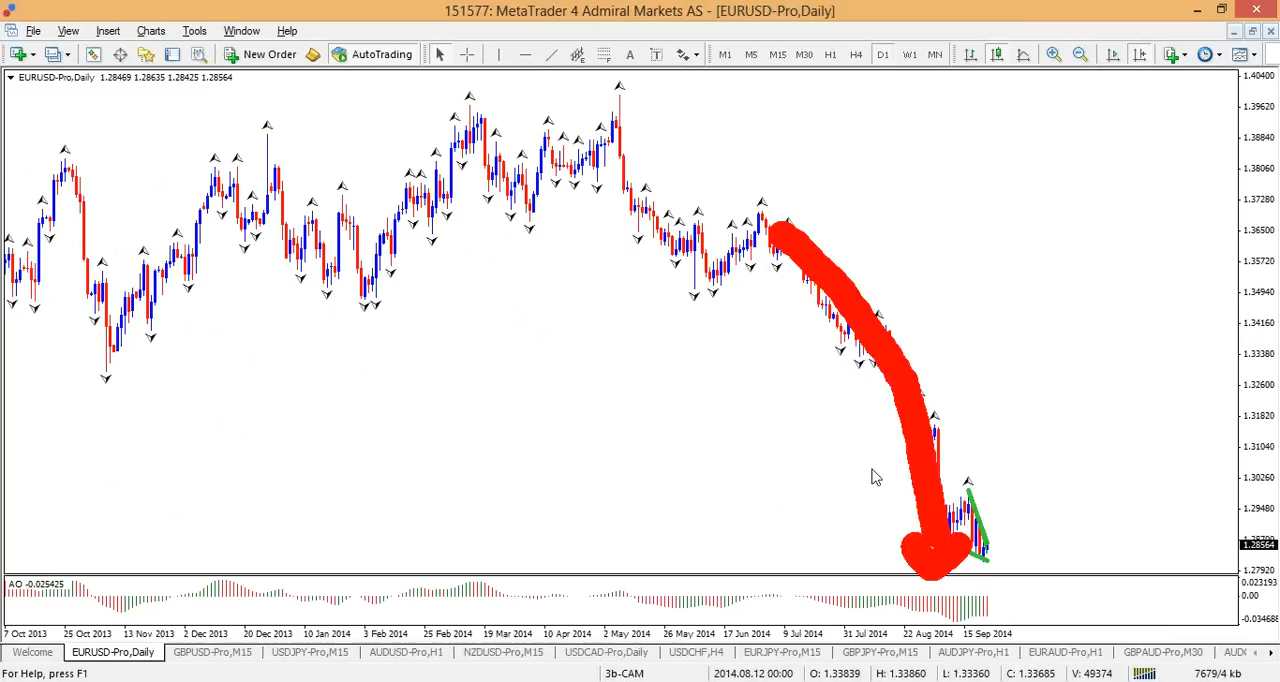 151577: MetaTrader 4 Admiral Markets AS - [EURUSD-Pro,Daily]
File View Insert Charts Tools Window Help
New Order AutoTrading A T M1 M5 M15 M30 H1 H4 D1 W1 MN
EURUSD-Pro,Daily 1.28469 1.28635 1.28425 1.28564
1.40400
1.39620
1.38840
1.38060
1.37280
1.36500
1.35720
1.34940
1.34160
1.33380
1.32600
1.31820
1.31040
1.30260
1.29480
1.28564
1.27920
AO -0.025425
0.023193
0.00
-0.034688
7 Oct 2013 25 Oct 2013 13 Nov 2013 2 Dec 2013 20 Dec 2013 10 Jan 2014 3 Feb 2014 25 Feb 2014 19 Mar 2014 10 Apr 2014 2 May 2014 26 May 2014 17 Jun 2014 9 Jul 2014 31 Jul 2014 22 Aug 2014 15 Sep 2014
Welcome EURUSD-Pro,Daily GBPUSD-Pro,M15 USDJPY-Pro,M15 AUDUSD-Pro,H1 NZDUSD-Pro,M15 USDCAD-Pro,Daily USDCHF,H4 EURJPY-Pro,M15 GBPJPY-Pro,M15 AUDJPY-Pro,H1 EURAUD-Pro,H1 GBPAUD-Pro,M30 AUD
For Help, press F1 3b-CAM 2014.08.12 00:00 O: 1.33839 H: 1.33860 L: 1.33360 C: 1.33685 V: 49374 7679/4 kb